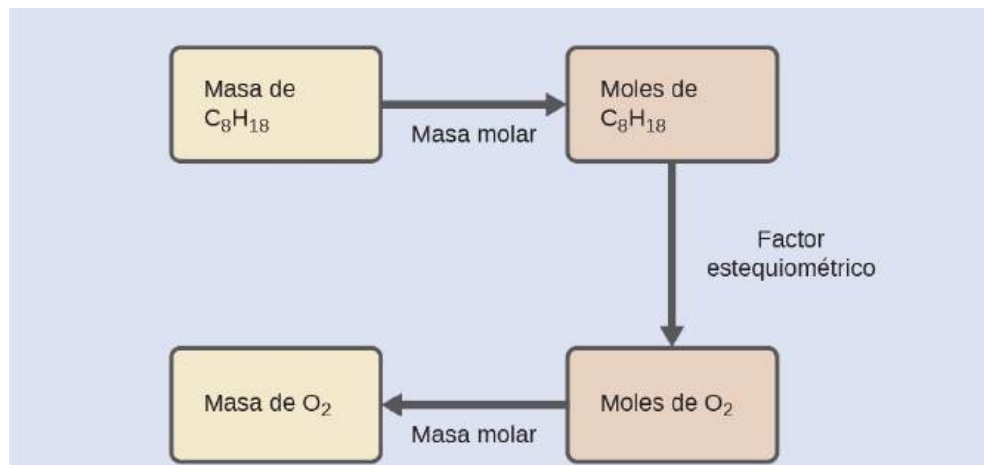 Masa de
C₈H₁₈
Masa molar
Moles de
C₈H₁₈
Factor
estequiométrico
Masa de O₂
Masa molar
Moles de O₂